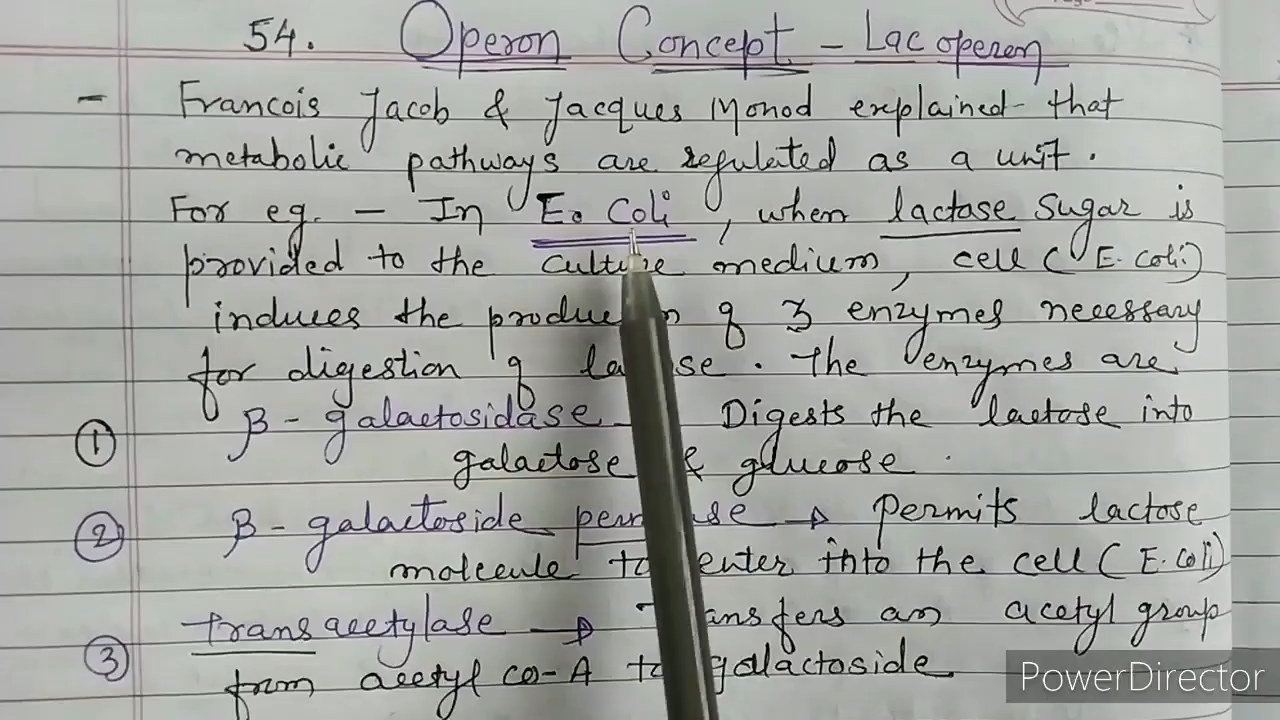 54. Operon Concept - Lac operon
- Francois Jacob & Jacques Monod explained that
metabolic pathways are regulated as a unit.
For eg. - In E. Coli, when lactase sugar is
provided to the culture medium, cell (E. coli)
induces the produc n of 3 enzymes necessary
for digestion of la se. The enzymes are
① β-galactosidase Digests the lactose into
galactose & glucose.
② β-galactoside perm se → Permits lactose
molecule to enter into the cell (E. coli)
③ transacetylase → ansfers an acetyl group
from acetyl co-A to galactoside
PowerDirector